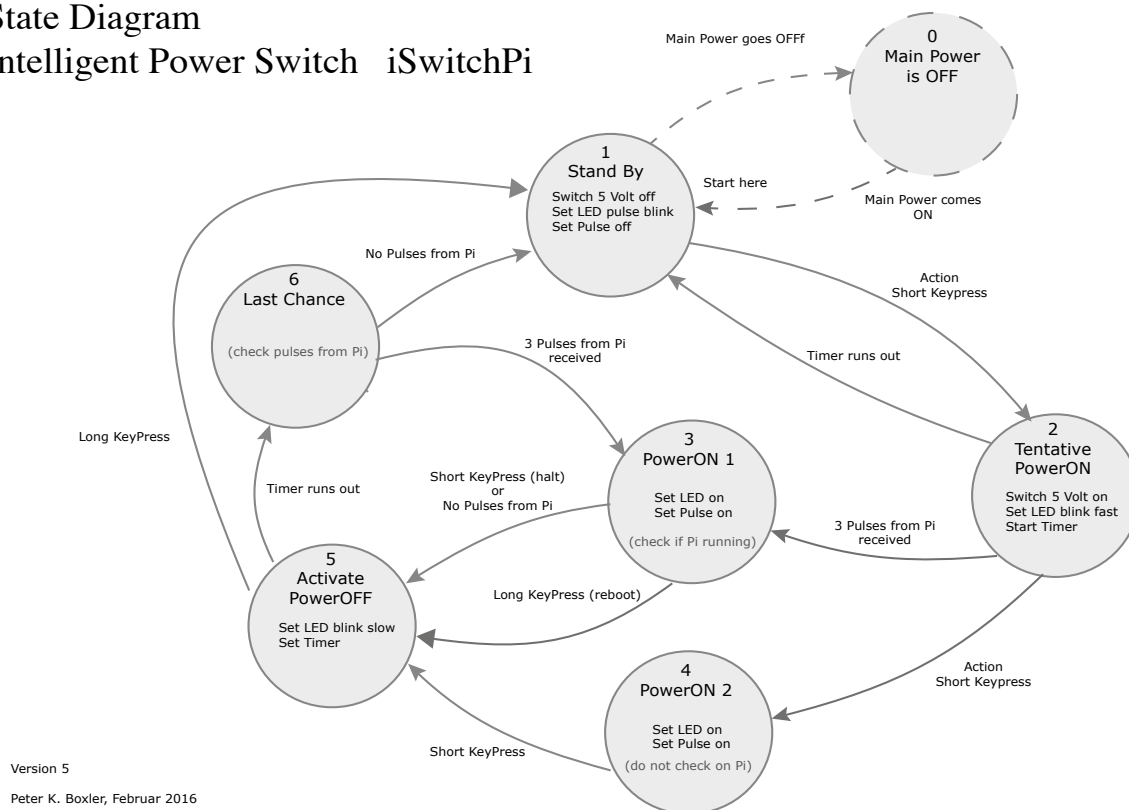 State Diagram
Intelligent Power Switch iSwitchPi
Main Power goes OFFf
0
Main Power
is OFF
Start here
Main Power comes
ON
1
Stand By
Switch 5 Volt off
Set LED pulse blink
Set Pulse off
No Pulses from Pi
Action
Short Keypress
6
Last Chance
(check pulses from Pi)
3 Pulses from Pi
received
Timer runs out
Long KeyPress
Timer runs out
Short KeyPress (halt)
or
No Pulses from Pi
3
PowerON 1
Set LED on
Set Pulse on
(check if Pi running)
2
Tentative
PowerON
Switch 5 Volt on
Set LED blink fast
Start Timer
3 Pulses from Pi
received
5
Activate
PowerOFF
Set LED blink slow
Set Timer
Long KeyPress (reboot)
4
PowerON 2
Set LED on
Set Pulse on
(do not check on Pi)
Action
Short Keypress
Short KeyPress
Version 5
Peter K. Boxler, Februar 2016